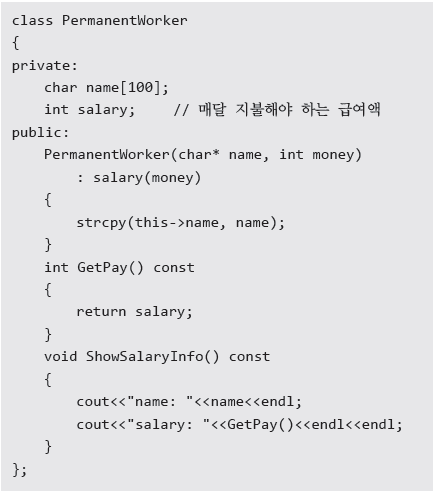 class PermanentWorker
{
private:
    char name[100];
    int salary;    // 매달 지불해야 하는 급여액
public:
    PermanentWorker(char* name, int money)
        : salary(money)
    {
        strcpy(this->name, name);
    }
    int GetPay() const
    {
        return salary;
    }
    void ShowSalaryInfo() const
    {
        cout<<"name: "<<name<<endl;
        cout<<"salary: "<<GetPay()<<endl<<endl;
    }
};